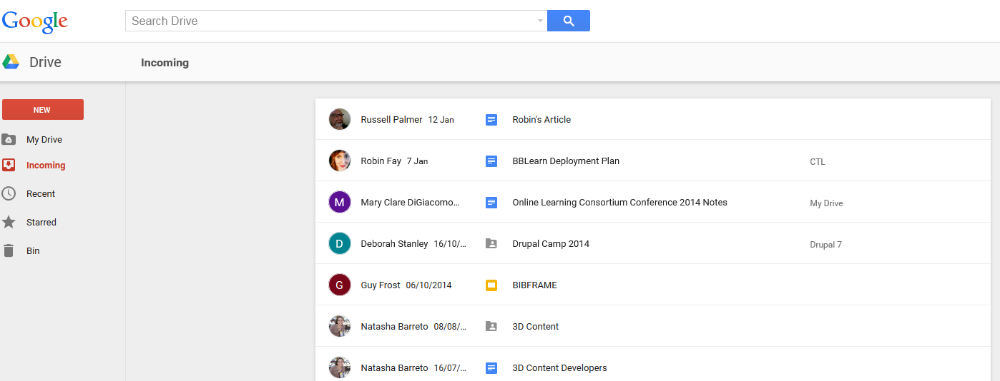 Google
Search Drive
Drive
Incoming
NEW
My Drive
Incoming
Recent
Starred
Bin
Russell Palmer 12 Jan Robin's Article
Robin Fay 7 Jan BBLearn Deployment Plan CTL
M Mary Clare DiGiacomo... Online Learning Consortium Conference 2014 Notes My Drive
D Deborah Stanley 16/10/... Drupal Camp 2014 Drupal 7
G Guy Frost 06/10/2014 BIBFRAME
Natasha Barreto 08/08/... 3D Content
Natasha Barreto 16/07/... 3D Content Developers